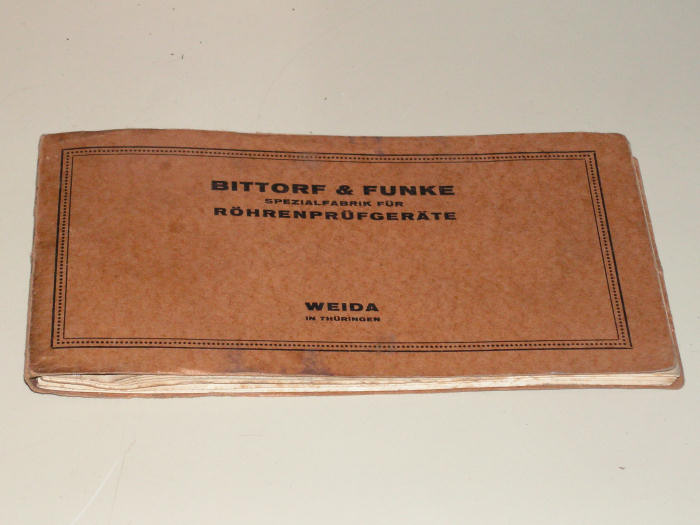 BITTORF & FUNKE
SPEZIALFABRIK FÜR
RÖHRENPRÜFGERÄTE
WEIDA
IN THÜRINGEN